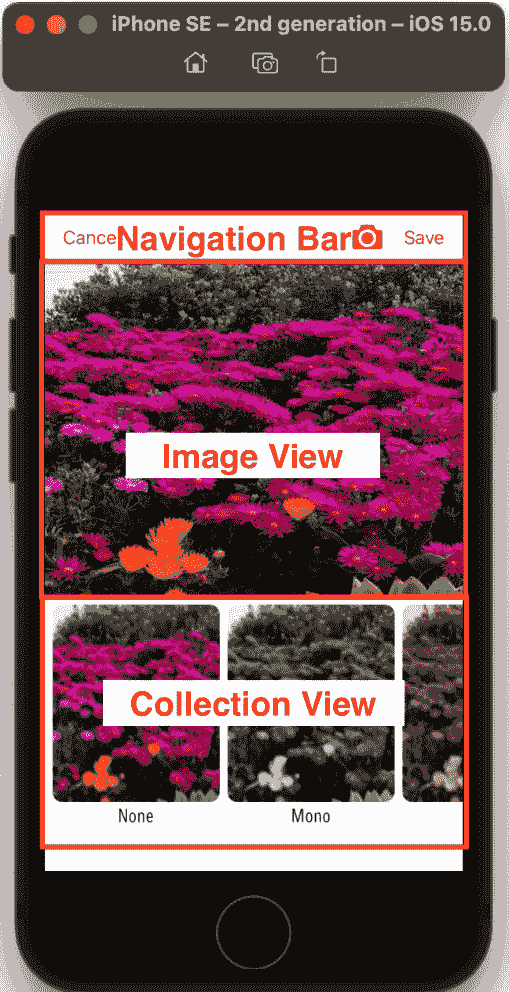 iPhone SE – 2nd generation – iOS 15.0
Cance
Navigation Bar
Save
Image View
Collection View
None
Mono